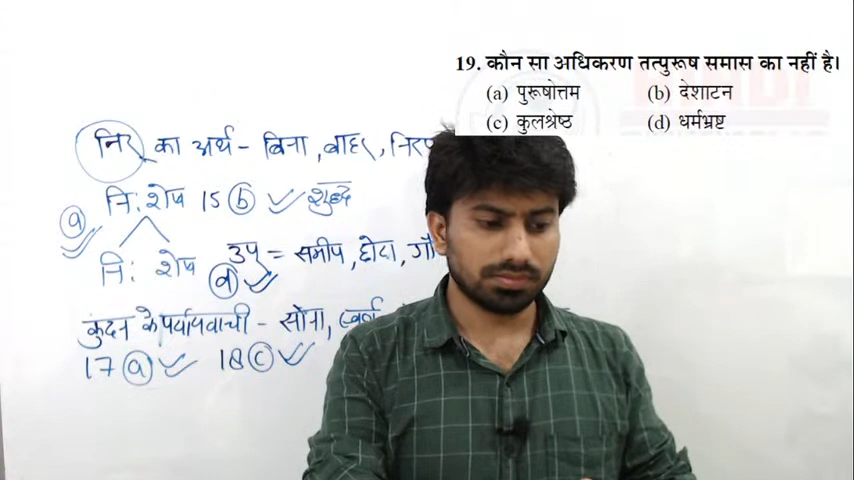 19. कौन सा अधिकरण तत्पुरूष समास का नहीं है।
(a) पुरूषोत्तम (b) देशाटन
(c) कुलश्रेष्ठ (d) धर्मभ्रष्ट
निर् का अर्थ - बिना, बाहर,
नि: शेष 15 (b) शुद्ध
(a)
नि: शेष उप = समीप, छोटा,
(d)
कुंदन के पर्यायवाची - सोना, स्वर्ण
17 (a) 18 (c)